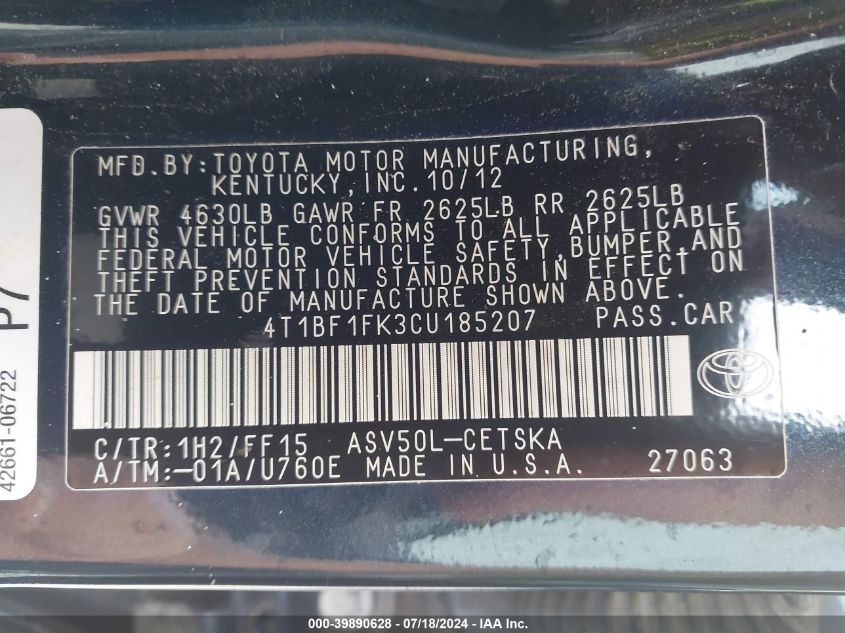 MFD.BY:TOYOTA MOTOR MANUFACTURING,
KENTUCKY,INC.10/12
GVWR 4630LB GAWR FR 2625LB RR 2625LB
THIS VEHICLE CONFORMS TO ALL APPLICABLE
FEDERAL MOTOR VEHICLE SAFETY,BUMPER,AND
THEFT PREVENTION STANDARDS IN EFFECT ON
THE DATE OF MANUFACTURE SHOWN ABOVE.
4T1BF1FK3CU185207 PASS.CAR
C/TR:1H2/FF15 ASV50L-CETSKA
A/TM:-01A/U760E MADE IN U.S.A. 27063
42661-06722
P7
000-39890628 - 07/18/2024 - IAA Inc.